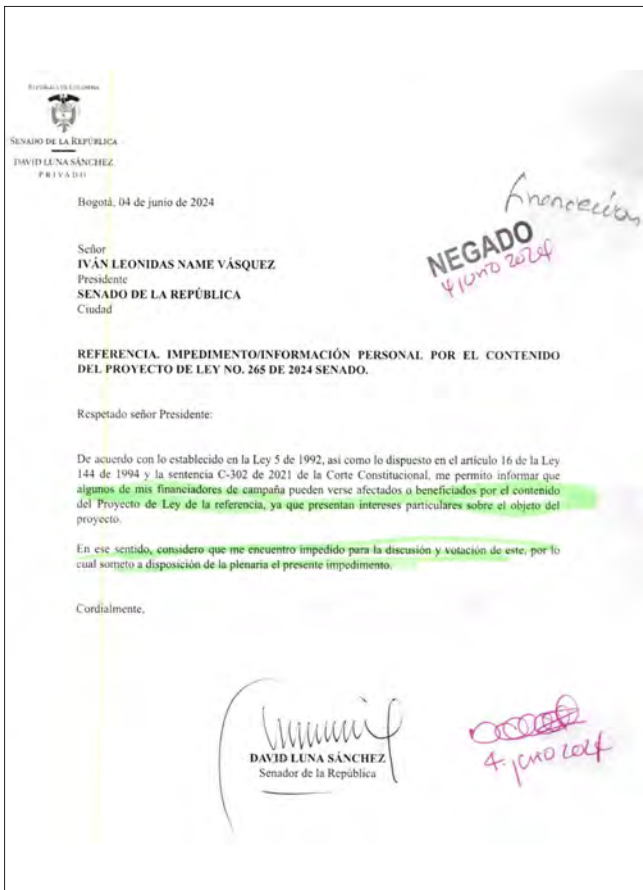 REPÚBLICA DE COLOMBIA
SENADO DE LA REPÚBLICA
DAVID LUNA SÁNCHEZ
PRIVADO
Bogotá, 04 de junio de 2024
financiación
NEGADO
4 junio 2024
Señor
IVÁN LEONIDAS NAME VÁSQUEZ
Presidente
SENADO DE LA REPÚBLICA
Ciudad
REFERENCIA. IMPEDIMENTO/INFORMACIÓN PERSONAL POR EL CONTENIDO
DEL PROYECTO DE LEY NO. 265 DE 2024 SENADO.
Respetado señor Presidente:
De acuerdo con lo establecido en la Ley 5 de 1992, así como lo dispuesto en el artículo 16 de la Ley
144 de 1994 y la sentencia C-302 de 2021 de la Corte Constitucional, me permito informar que
algunos de mis financiadores de campaña pueden verse afectados o beneficiados por el contenido
del Proyecto de Ley de la referencia, ya que presentan intereses particulares sobre el objeto del
proyecto.
En ese sentido, considero que me encuentro impedido para la discusión y votación de este, por lo
cual someto a disposición de la plenaria el presente impedimento.
Cordialmente,
DAVID LUNA SÁNCHEZ
Senador de la República
4 junio 2024